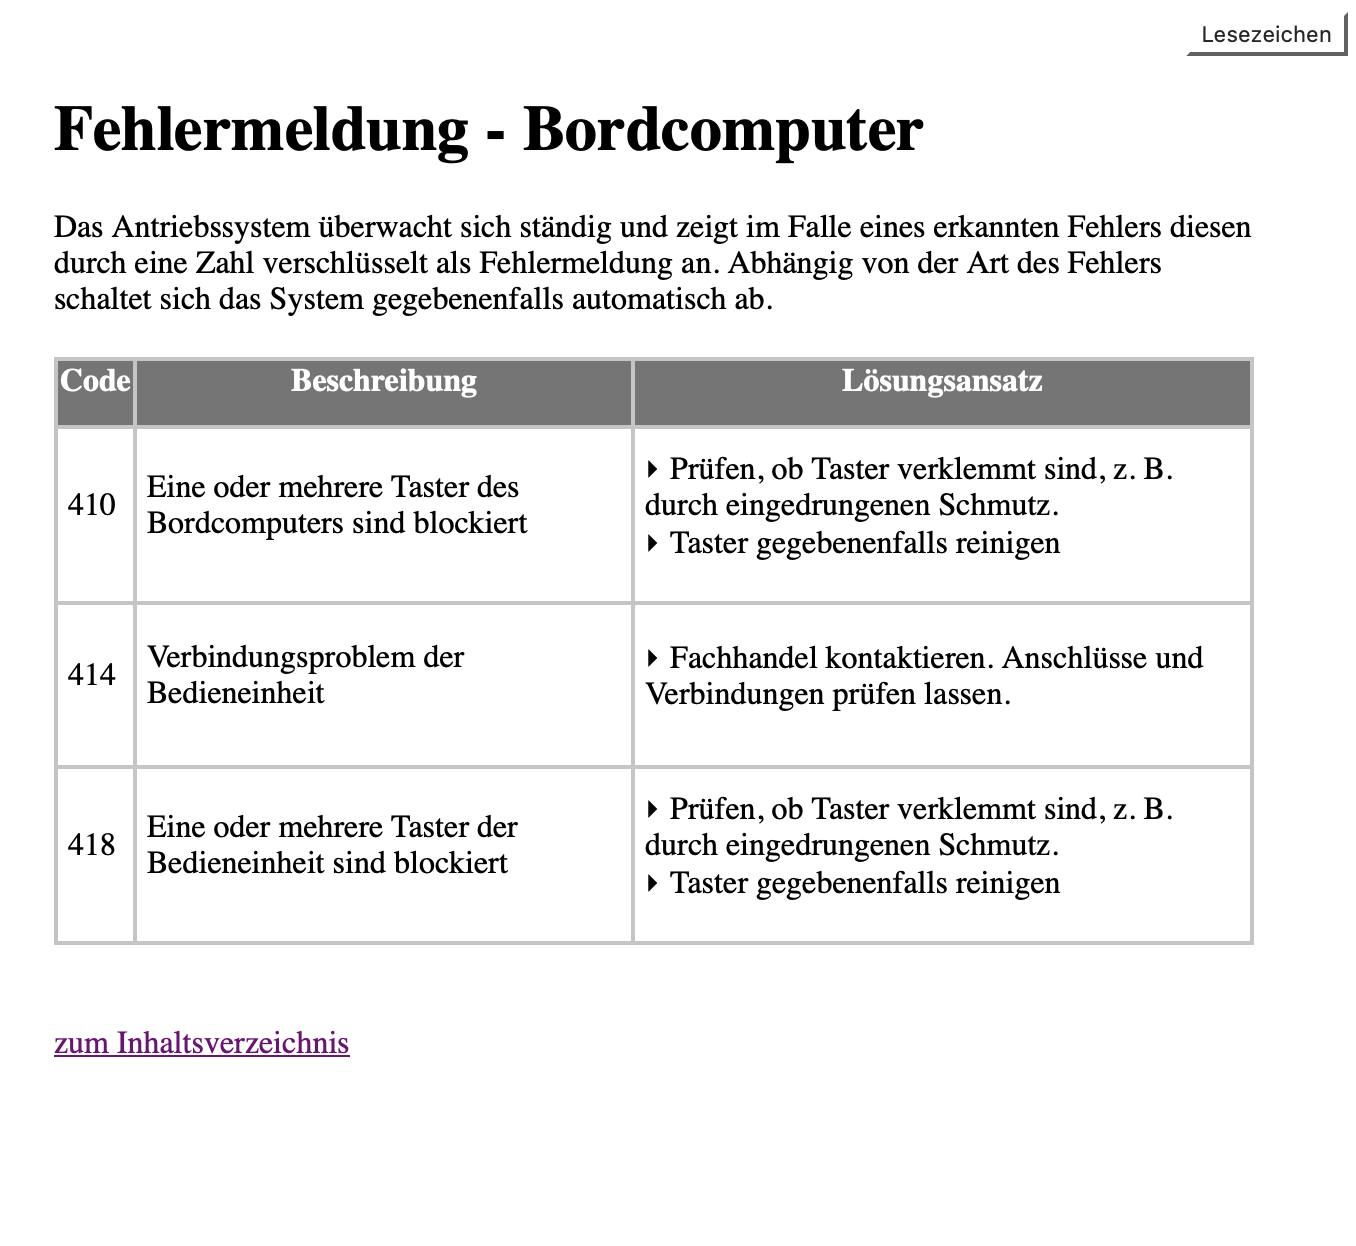 Lesezeichen
Fehlermeldung - Bordcomputer
Das Antriebssystem überwacht sich ständig und zeigt im Falle eines erkannten Fehlers diesen
durch eine Zahl verschlüsselt als Fehlermeldung an. Abhängig von der Art des Fehlers
schaltet sich das System gegebenenfalls automatisch ab.
Code Beschreibung Lösungsansatz
410
Eine oder mehrere Taster des
Bordcomputers sind blockiert
‣ Prüfen, ob Taster verklemmt sind, z. B.
durch eingedrungenen Schmutz.
‣ Taster gegebenenfalls reinigen
414
Verbindungsproblem der
Bedieneinheit
‣ Fachhandel kontaktieren. Anschlüsse und
Verbindungen prüfen lassen.
418
Eine oder mehrere Taster der
Bedieneinheit sind blockiert
‣ Prüfen, ob Taster verklemmt sind, z. B.
durch eingedrungenen Schmutz.
‣ Taster gegebenenfalls reinigen
zum Inhaltsverzeichnis